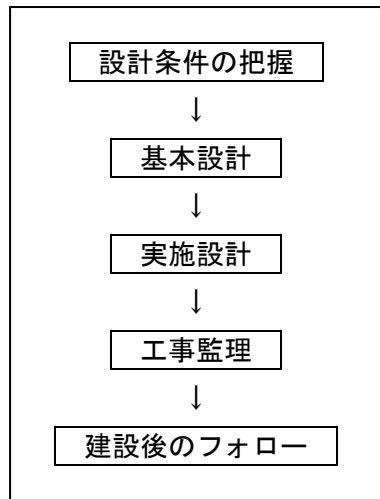 設計条件の把握
↓
基本設計
↓
実施設計
↓
工事監理
↓
建設後のフォロー